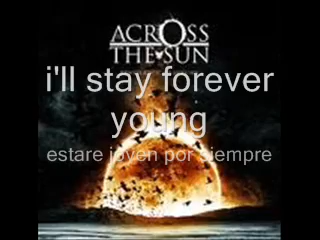 ACROSS
THE SUN
i'll stay forever
young
estare joven por siempre